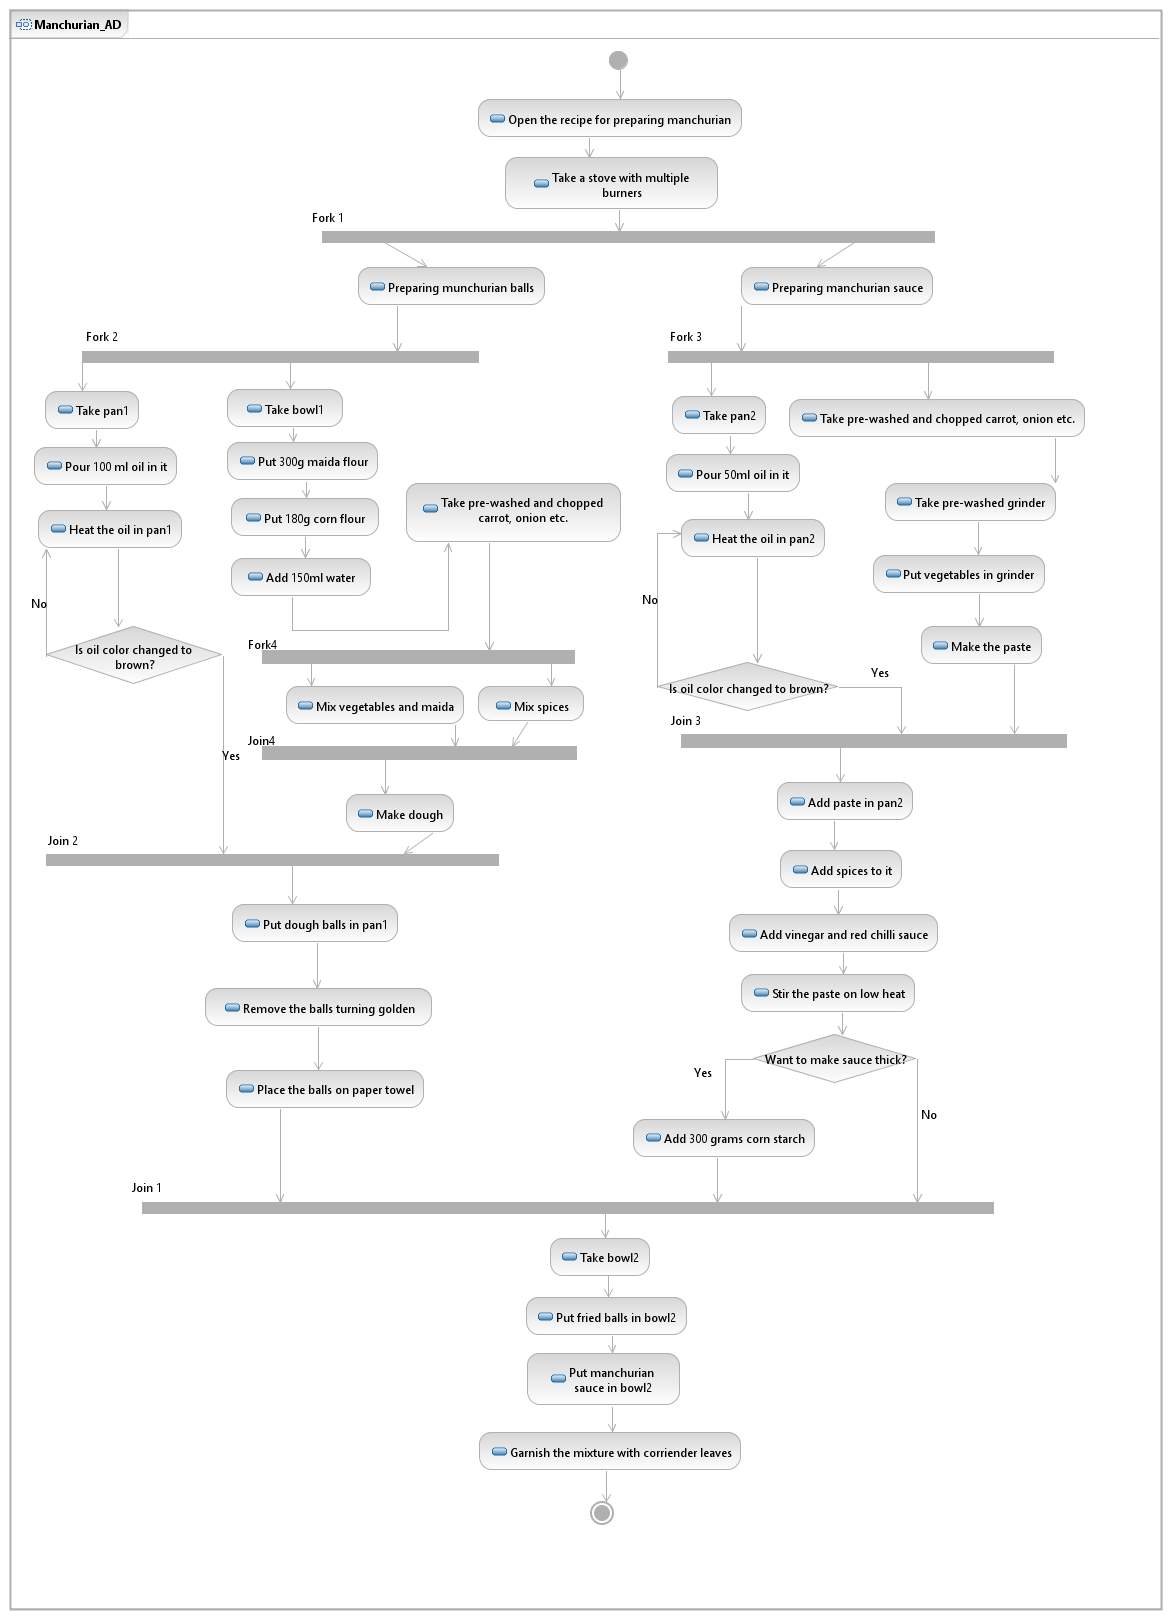 Manchurian_AD
Open the recipe for preparing manchurian
Take a stove with multiple
burners
Fork 1
Preparing munchurian balls
Preparing manchurian sauce
Fork 2
Fork 3
Take pan1
Take bowl1
Take pan2
Take pre-washed and chopped carrot, onion etc.
Pour 100 ml oil in it
Put 300g maida flour
Pour 50ml oil in it
Take pre-washed and chopped
carrot, onion etc.
Take pre-washed grinder
Heat the oil in pan1
Put 180g corn flour
Heat the oil in pan2
Add 150ml water
Put vegetables in grinder
No
No
Is oil color changed to
brown?
Fork4
Make the paste
Is oil color changed to brown?
Yes
Mix vegetables and maida
Mix spices
Join 3
Join4
Yes
Add paste in pan2
Make dough
Join 2
Add spices to it
Put dough balls in pan1
Add vinegar and red chilli sauce
Stir the paste on low heat
Remove the balls turning golden
Want to make sauce thick?
Yes
Place the balls on paper towel
No
Add 300 grams corn starch
Join 1
Take bowl2
Put fried balls in bowl2
Put manchurian
sauce in bowl2
Garnish the mixture with corriender leaves